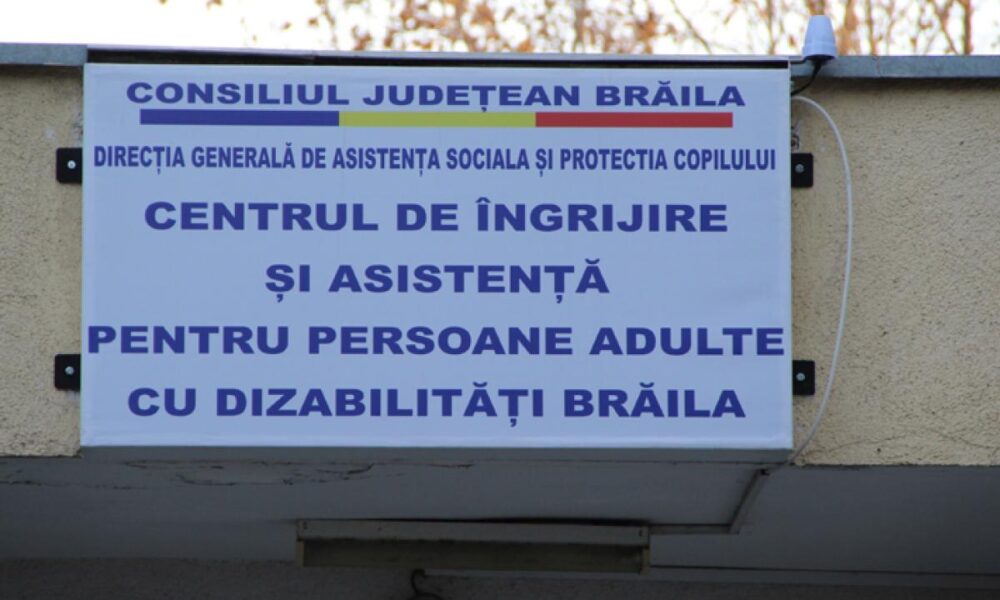 CONSILIUL JUDEȚEAN BRĂILA
DIRECȚIA GENERALĂ DE ASISTENȚA SOCIALA ȘI PROTECTIA COPILULUI
CENTRUL DE ÎNGRIJIRE
ȘI ASISTENȚĂ
PENTRU PERSOANE ADULTE
CU DIZABILITĂȚI BRĂILA